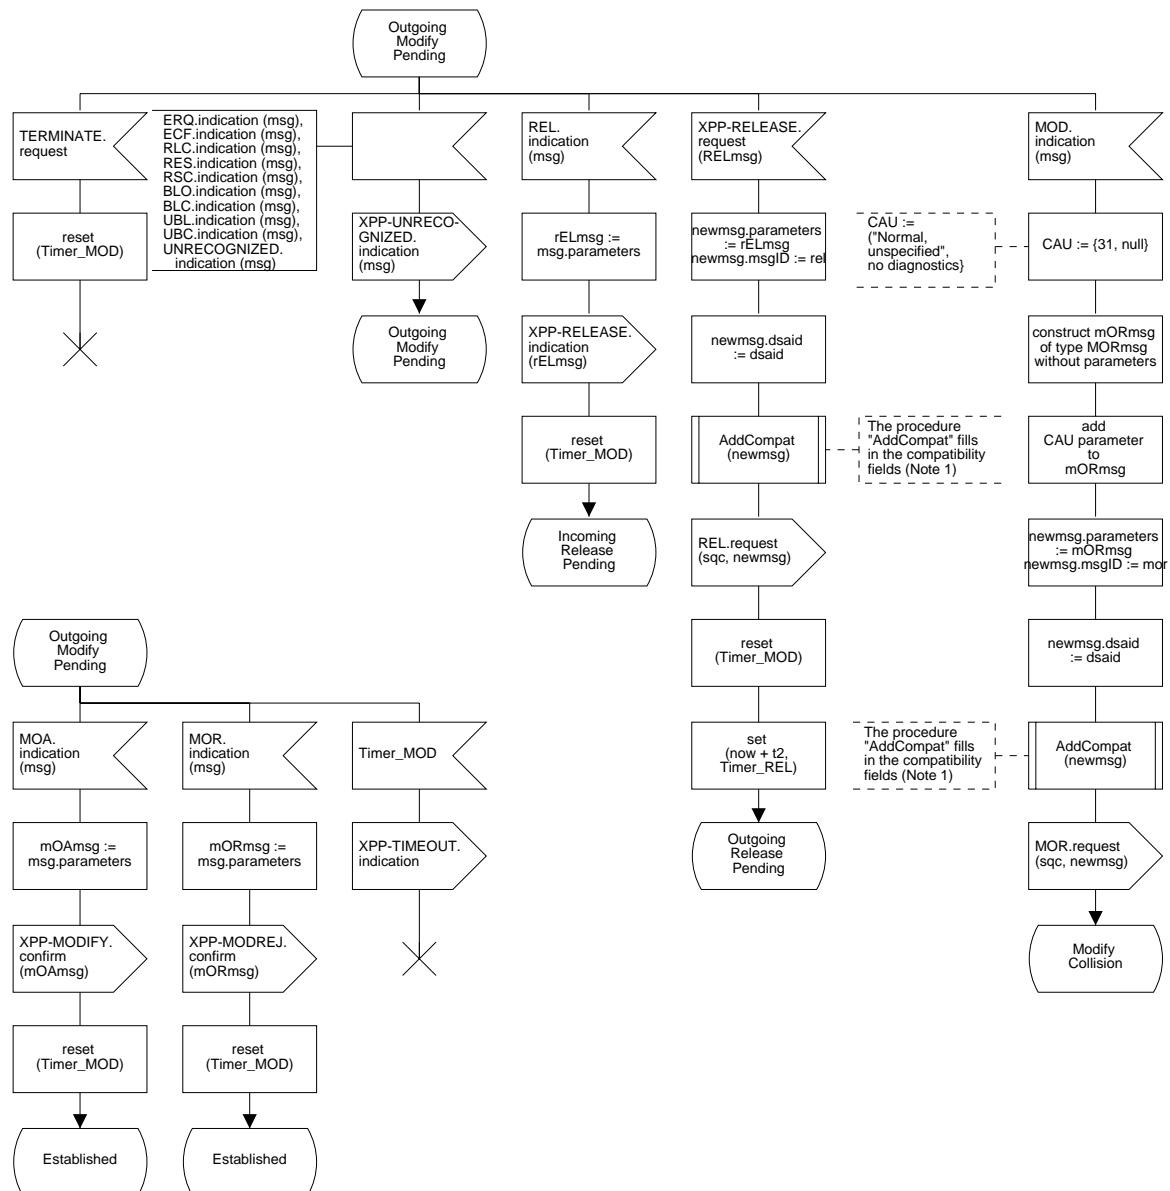 Outgoing
Modify
Pending
TERMINATE.
request
ERQ.indication (msg),
ECF.indication (msg),
RLC.indication (msg),
RES.indication (msg),
RSC.indication (msg),
BLO.indication (msg),
BLC.indication (msg),
UBL.indication (msg),
UBC.indication (msg),
UNRECOGNIZED.
indication (msg)
REL.
indication
(msg)
XPP-RELEASE.
request
(RELmsg)
MOD.
indication
(msg)
reset
(Timer_MOD)
XPP-UNRECO-
GNIZED.
indication
(msg)
rELmsg :=
msg.parameters
newmsg.parameters
:= rELmsg
newmsg.msgID := rel
CAU :=
("Normal,
unspecified",
no diagnostics}
CAU := {31, null}
Outgoing
Modify
Pending
XPP-RELEASE.
indication
(rELmsg)
newmsg.dsaid
:= dsaid
construct mORmsg
of type MORmsg
without parameters
reset
(Timer_MOD)
AddCompat
(newmsg)
The procedure
"AddCompat" fills
in the compatibility
fields (Note 1)
add
CAU parameter
to
mORmsg
Incoming
Release
Pending
REL.request
(sqc, newmsg)
newmsg.parameters
:= mORmsg
newmsg.msgID := mor
Outgoing
Modify
Pending
reset
(Timer_MOD)
newmsg.dsaid
:= dsaid
MOA.
indication
(msg)
MOR.
indication
(msg)
Timer_MOD
set
(now + t2,
Timer_REL)
The procedure
"AddCompat" fills
in the compatibility
fields (Note 1)
AddCompat
(newmsg)
mOAmsg :=
msg.parameters
mORmsg :=
msg.parameters
XPP-TIMEOUT.
indication
Outgoing
Release
Pending
MOR.request
(sqc, newmsg)
XPP-MODIFY.
confirm
(mOAmsg)
XPP-MODREJ.
confirm
(mORmsg)
Modify
Collision
reset
(Timer_MOD)
reset
(Timer_MOD)
Established
Established